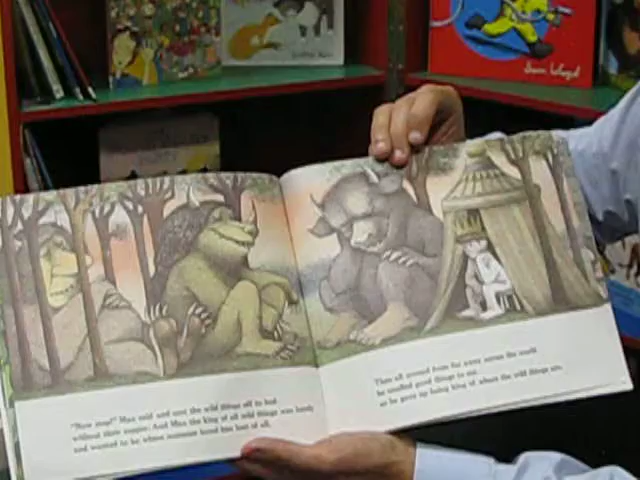 "Now stop!" Max said and sent the wild things off to bed
without their supper. And Max the king of all wild things was lonely
and wanted to be where someone loved him best of all.
Then all around from far away across the world
he smelled good things to eat
so he gave up being king of where the wild things are.